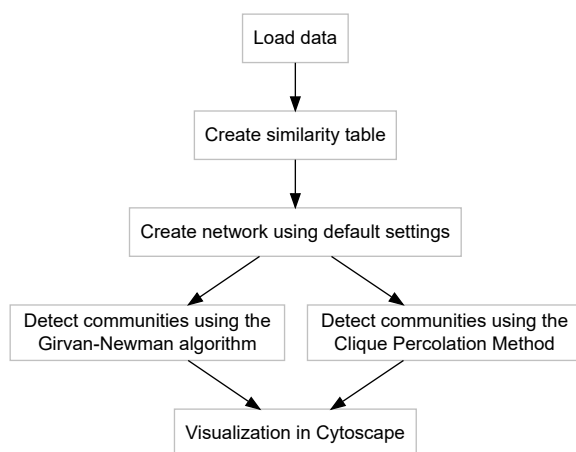 Load data
Create similarity table
Create network using default settings
Detect communities using the
Girvan-Newman algorithm
Detect communities using the
Clique Percolation Method
Visualization in Cytoscape